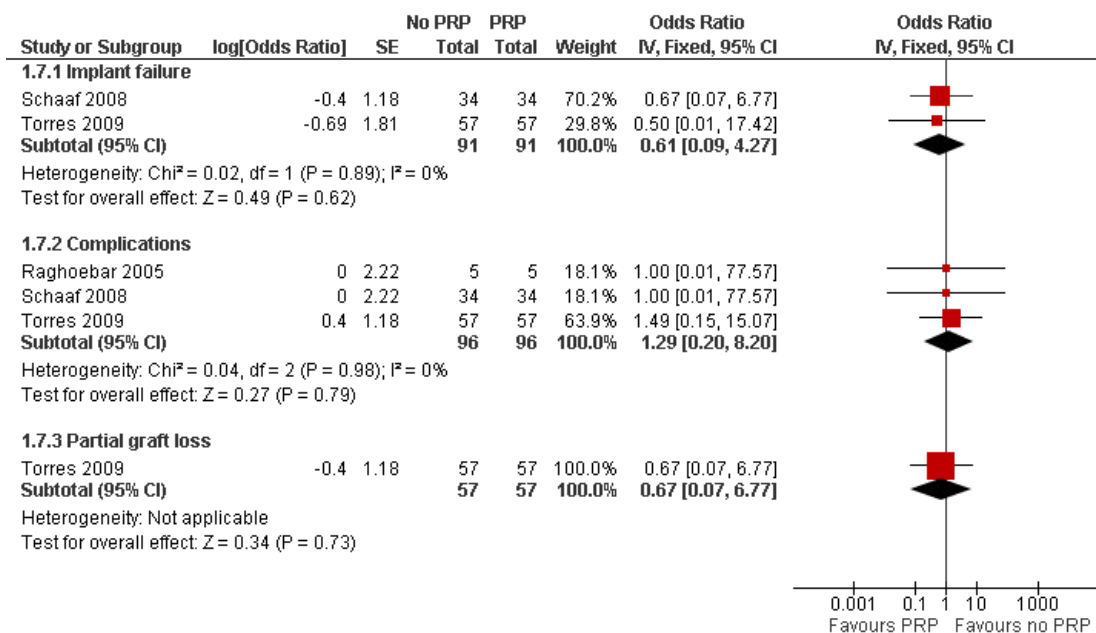 No PRP PRP Odds Ratio Odds Ratio
Study or Subgroup log[Odds Ratio] SE Total Total Weight IV, Fixed, 95% CI IV, Fixed, 95% CI
1.7.1 Implant failure
Schaaf 2008 -0.4 1.18 34 34 70.2% 0.67 [0.07, 6.77]
Torres 2009 -0.69 1.81 57 57 29.8% 0.50 [0.01, 17.42]
Subtotal (95% CI) 91 91 100.0% 0.61 [0.09, 4.27]
Heterogeneity: Chi² = 0.02, df = 1 (P = 0.89); I² = 0%
Test for overall effect: Z = 0.49 (P = 0.62)
1.7.2 Complications
Raghoebar 2005 0 2.22 5 5 18.1% 1.00 [0.01, 77.57]
Schaaf 2008 0 2.22 34 34 18.1% 1.00 [0.01, 77.57]
Torres 2009 0.4 1.18 57 57 63.9% 1.49 [0.15, 15.07]
Subtotal (95% CI) 96 96 100.0% 1.29 [0.20, 8.20]
Heterogeneity: Chi² = 0.04, df = 2 (P = 0.98); I² = 0%
Test for overall effect: Z = 0.27 (P = 0.79)
1.7.3 Partial graft loss
Torres 2009 -0.4 1.18 57 57 100.0% 0.67 [0.07, 6.77]
Subtotal (95% CI) 57 57 100.0% 0.67 [0.07, 6.77]
Heterogeneity: Not applicable
Test for overall effect: Z = 0.34 (P = 0.73)
0.001 0.1 1 10 1000
Favours PRP Favours no PRP